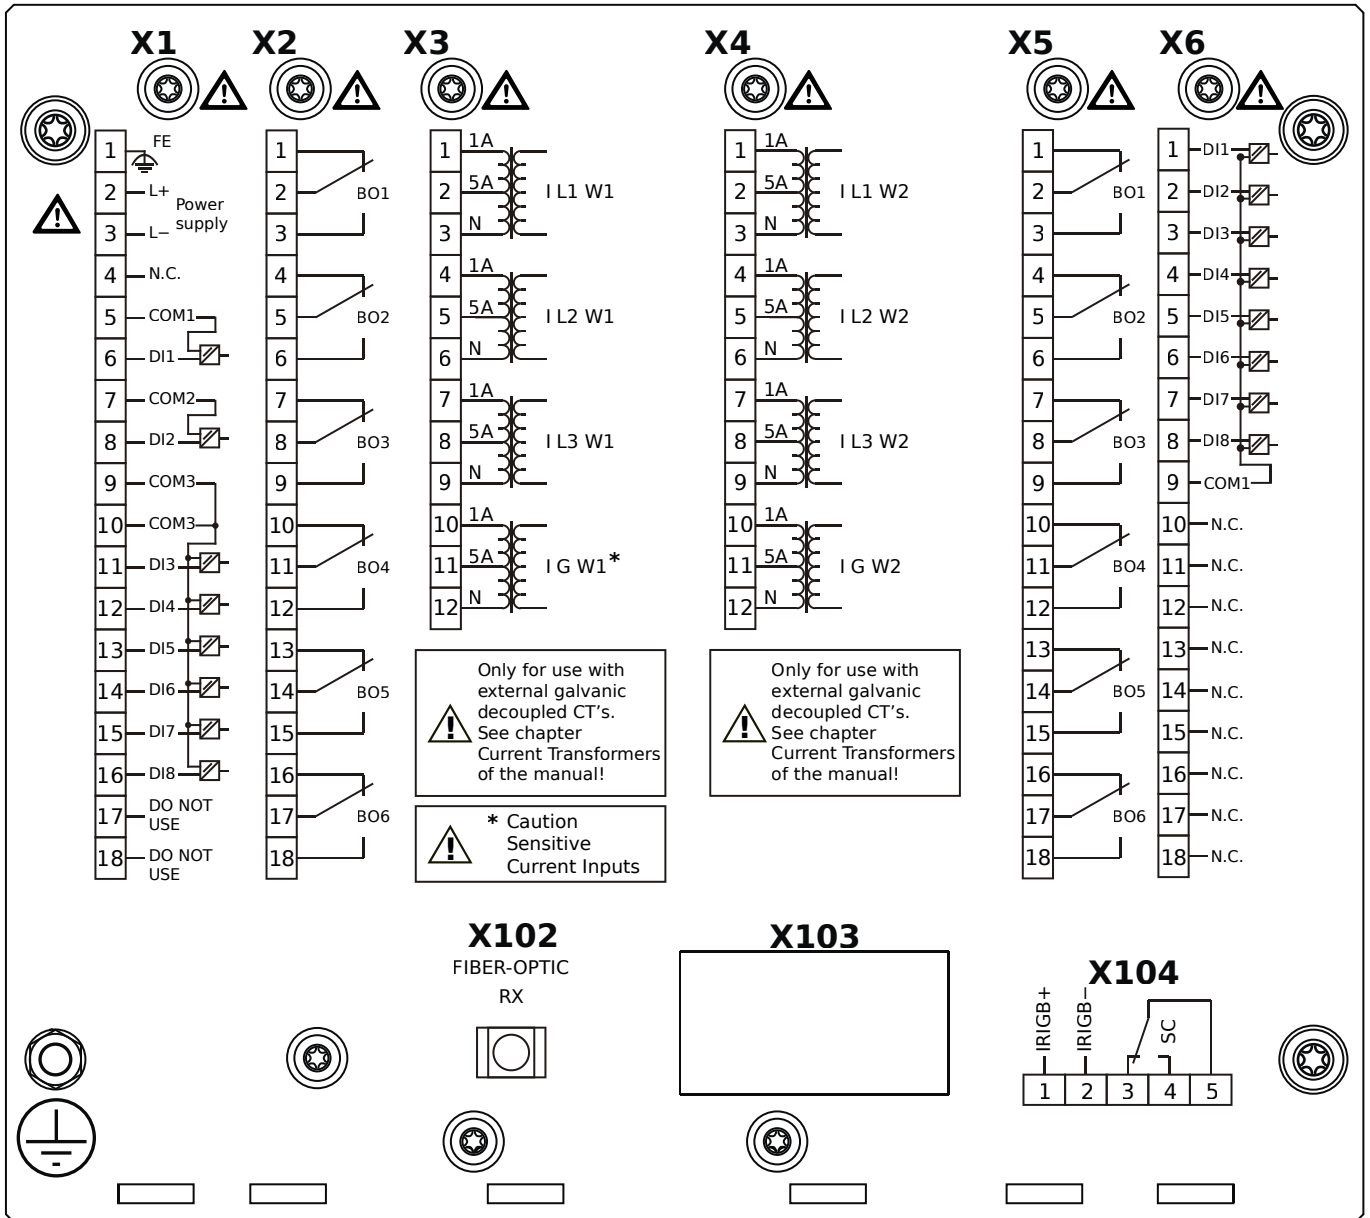 X1
X2
X3
X4
X5
X6
1 FE
2 L+
Power
supply
3 L−
4 N.C.
5 COM1
6 DI1
7 COM2
8 DI2
9 COM3
10 COM3
11 DI3
12 DI4
13 DI5
14 DI6
15 DI7
16 DI8
17 DO NOT
USE
18 DO NOT
USE
1
2 BO1
3
4
5 BO2
6
7
8 BO3
9
10
11 BO4
12
13
14 BO5
15
16
17 BO6
18
1 1A
2 5A I L1 W1
3 N
4 1A
5 5A I L2 W1
6 N
7 1A
8 5A I L3 W1
9 N
10 1A
11 5A I G W1*
12 N
Only for use with
external galvanic
decoupled CT's.
See chapter
Current Transformers
of the manual!
* Caution
Sensitive
Current Inputs
1 1A
2 5A I L1 W2
3 N
4 1A
5 5A I L2 W2
6 N
7 1A
8 5A I L3 W2
9 N
10 1A
11 5A I G W2
12 N
Only for use with
external galvanic
decoupled CT's.
See chapter
Current Transformers
of the manual!
1
2 BO1
3
4
5 BO2
6
7
8 BO3
9
10
11 BO4
12
13
14 BO5
15
16
17 BO6
18
1 DI1
2 DI2
3 DI3
4 DI4
5 DI5
6 DI6
7 DI7
8 DI8
9 COM1
10 N.C.
11 N.C.
12 N.C.
13 N.C.
14 N.C.
15 N.C.
16 N.C.
17 N.C.
18 N.C.
X102
FIBER-OPTIC
RX
X103
X104
IRIGB+
IRIGB−
SC
1 2 3 4 5